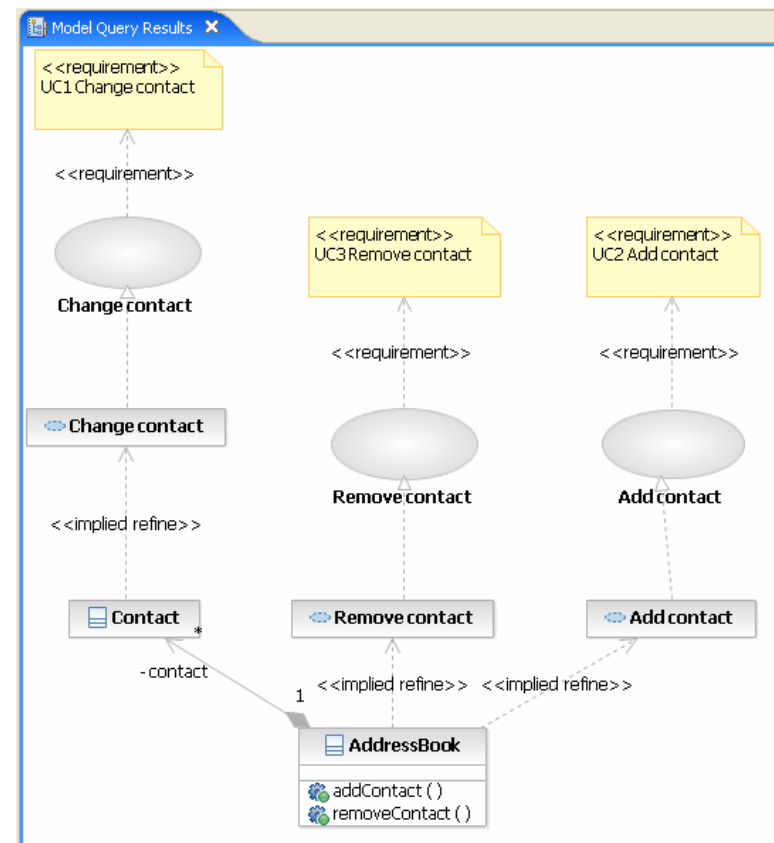 Model Query Results
<<requirement>>
UC1 Change contact
<<requirement>>
Change contact
Change contact
<<implied refine>>
Contact
*
-contact
<<requirement>>
UC3 Remove contact
<<requirement>>
Remove contact
Remove contact
<<implied refine>>
<<requirement>>
UC2 Add contact
<<requirement>>
Add contact
Add contact
<<implied refine>>
1
AddressBook
addContact ( )
removeContact ( )